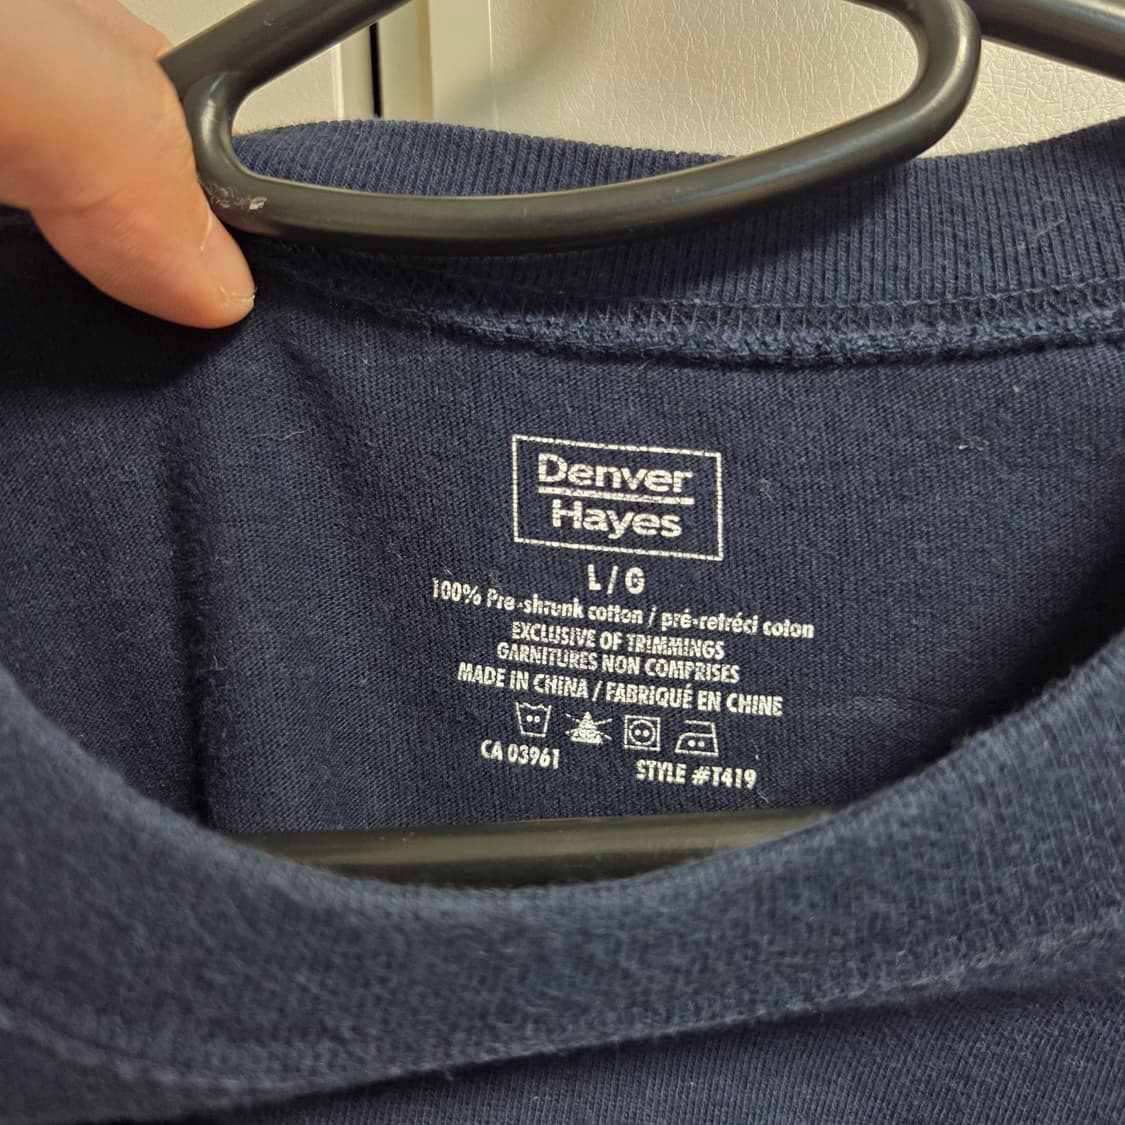 Denver
Hayes
L / G
100% Pre-shrunk cotton / pré-rétréci coton
EXCLUSIVE OF TRIMMINGS
GARNITURES NON COMPRISES
MADE IN CHINA / FABRIQUÉ EN CHINE
CA 03961 STYLE #T419